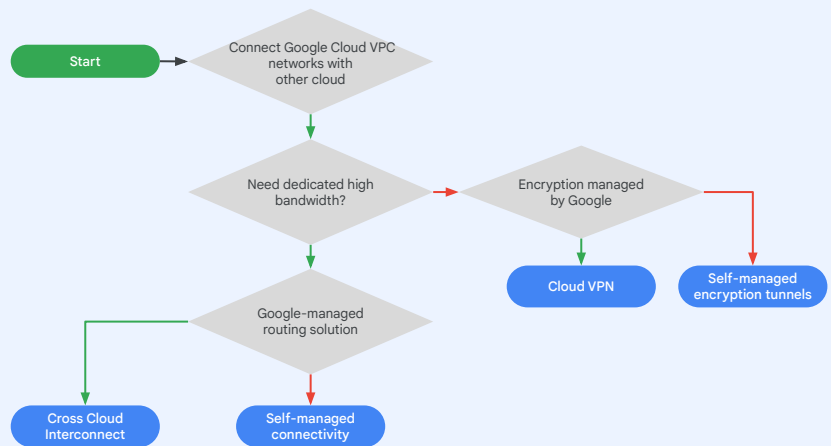 Start
Connect Google Cloud VPC
networks with
other cloud
Need dedicated high
bandwidth?
Encryption managed
by Google
Cloud VPN
Self-managed
encryption tunnels
Google-managed
routing solution
Cross Cloud
Interconnect
Self-managed
connectivity